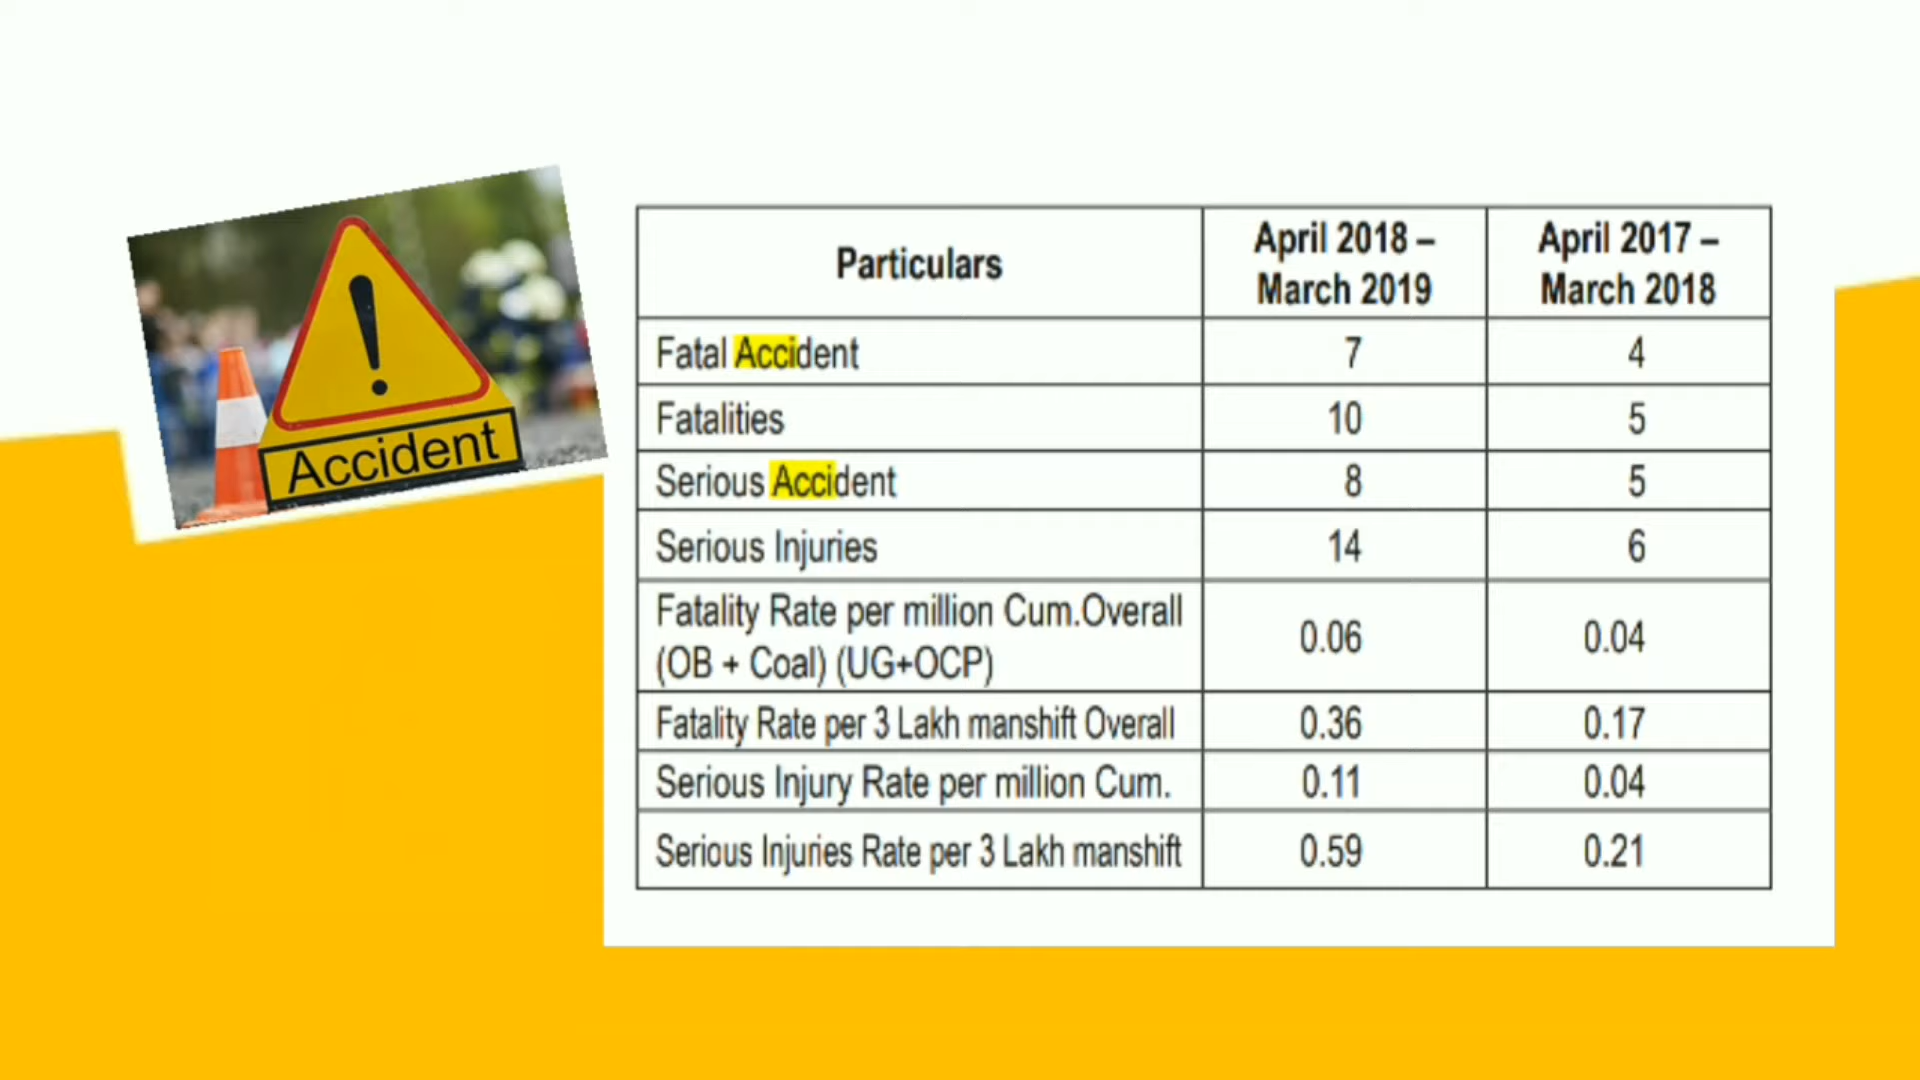 Accident
Particulars
April 2018 –
March 2019
April 2017 –
March 2018
Fatal Accident 7 4
Fatalities 10 5
Serious Accident 8 5
Serious Injuries 14 6
Fatality Rate per million Cum.Overall
(OB + Coal) (UG+OCP) 0.06 0.04
Fatality Rate per 3 Lakh manshift Overall 0.36 0.17
Serious Injury Rate per million Cum. 0.11 0.04
Serious Injuries Rate per 3 Lakh manshift 0.59 0.21